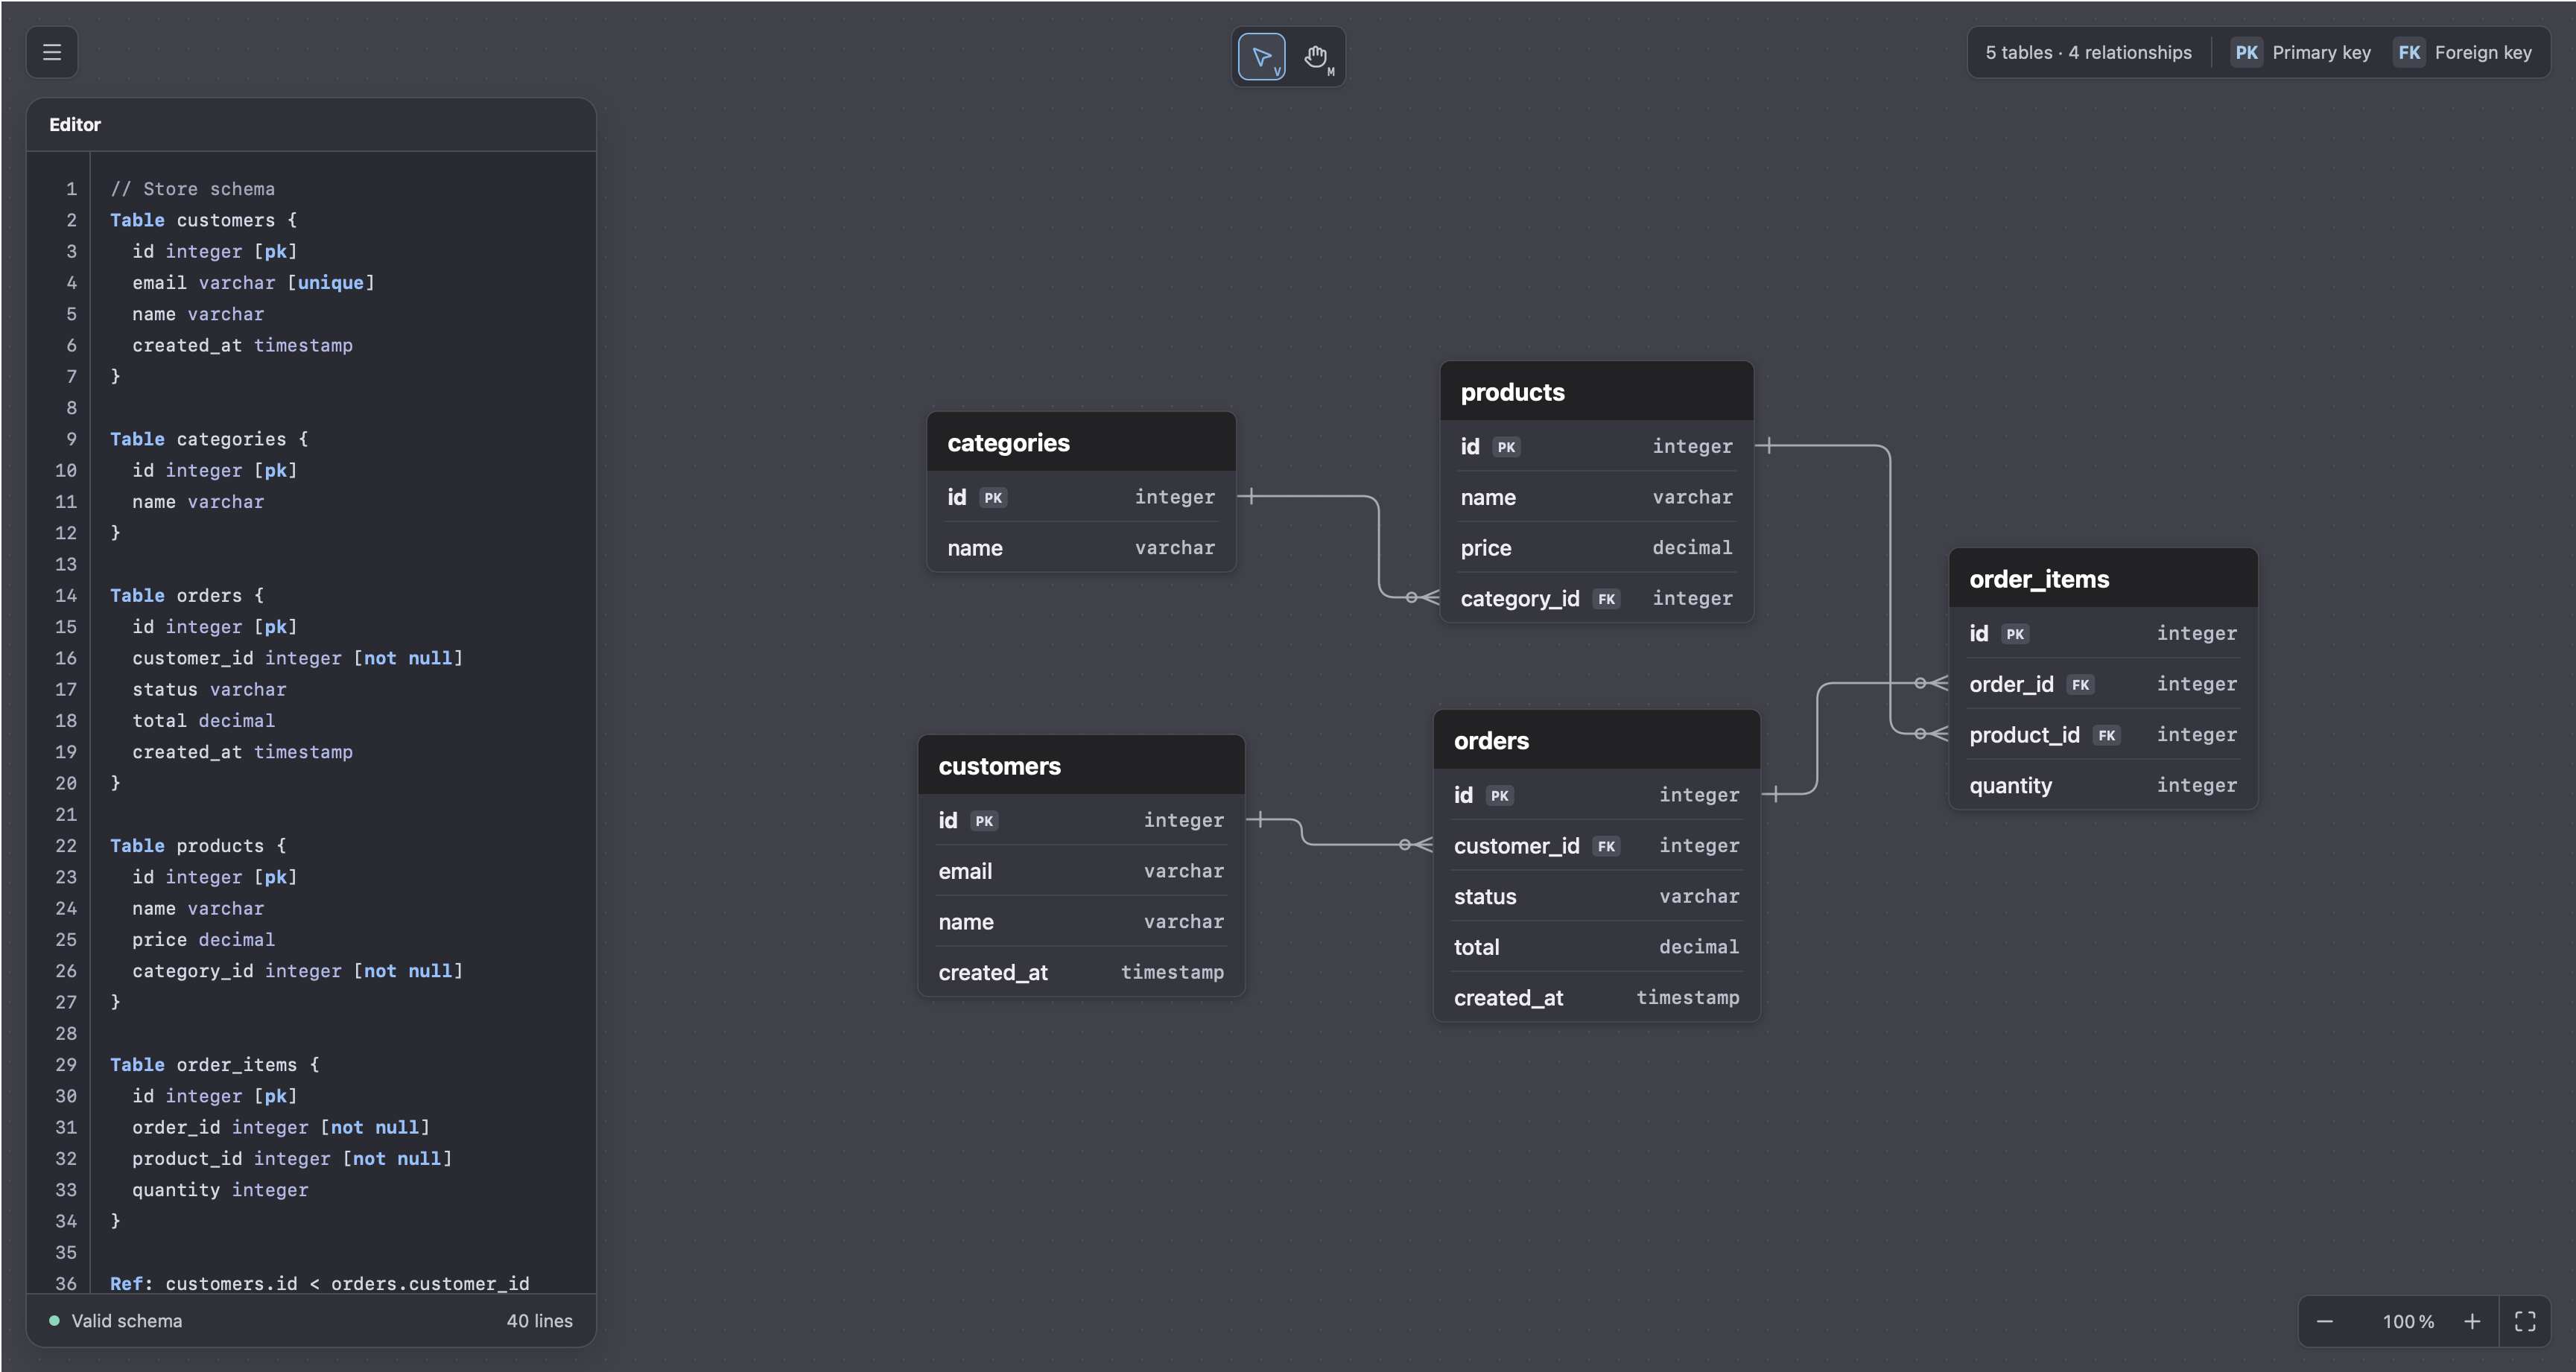 V
M
5 tables · 4 relationships PK Primary key FK Foreign key
Editor
1 // Store schema
2 Table customers {
3 id integer [pk]
4 email varchar [unique]
5 name varchar
6 created_at timestamp
7 }
8
9 Table categories {
10 id integer [pk]
11 name varchar
12 }
13
14 Table orders {
15 id integer [pk]
16 customer_id integer [not null]
17 status varchar
18 total decimal
19 created_at timestamp
20 }
21
22 Table products {
23 id integer [pk]
24 name varchar
25 price decimal
26 category_id integer [not null]
27 }
28
29 Table order_items {
30 id integer [pk]
31 order_id integer [not null]
32 product_id integer [not null]
33 quantity integer
34 }
35
36 Ref: customers.id < orders.customer_id
Valid schema 40 lines
categories
id PK integer
name varchar
products
id PK integer
name varchar
price decimal
category_id FK integer
customers
id PK integer
email varchar
name varchar
created_at timestamp
orders
id PK integer
customer_id FK integer
status varchar
total decimal
created_at timestamp
order_items
id PK integer
order_id FK integer
product_id FK integer
quantity integer
100 %